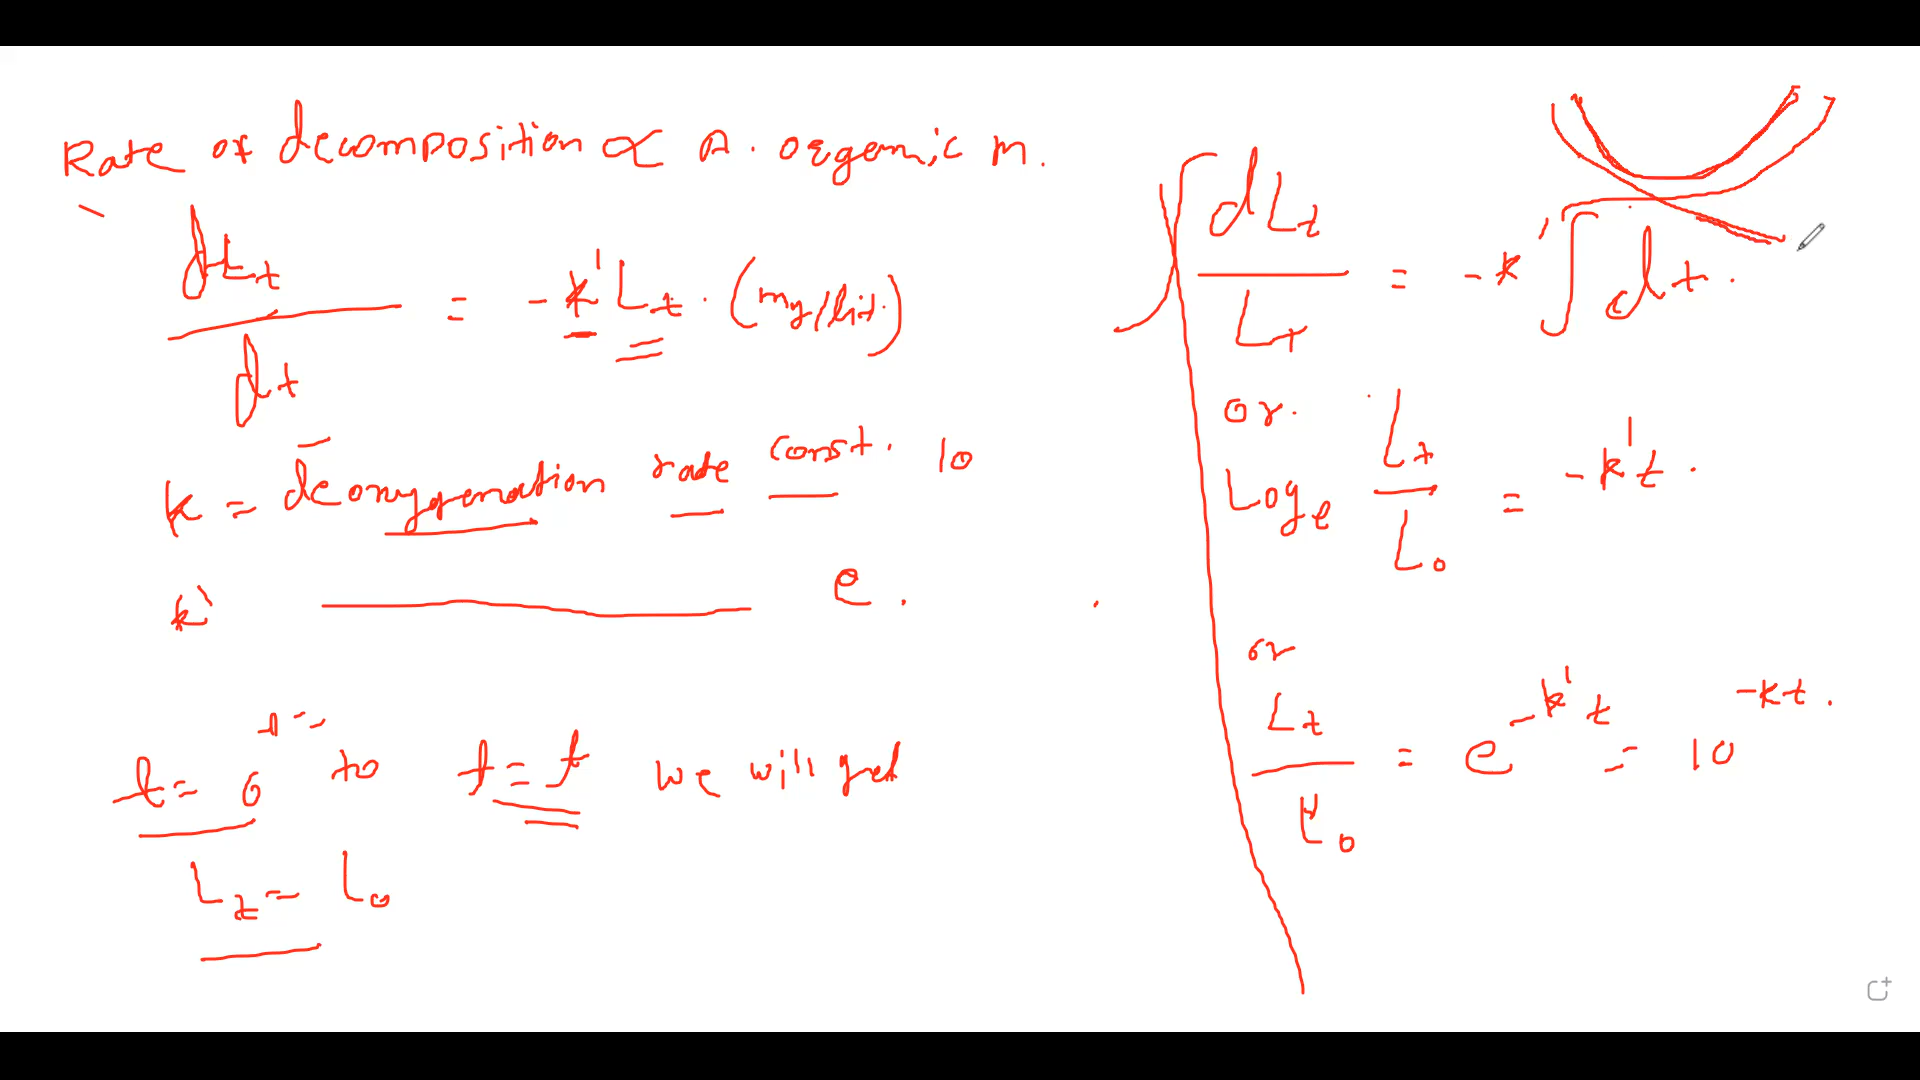 Rate of decomposition ∝ A. organic m.
dLt/dt = -k' Lt. (mg/lit.)
k = deoxygenation rate const. 10
k' ________ e.
t = 0 to t = t we will get
Lt = L0
∫ dLt/Lt = -k' ∫ dt.
or.
Loge Lt/L0 = -k't.
or
Lt/L0 = e^-k't = 10^-kt.